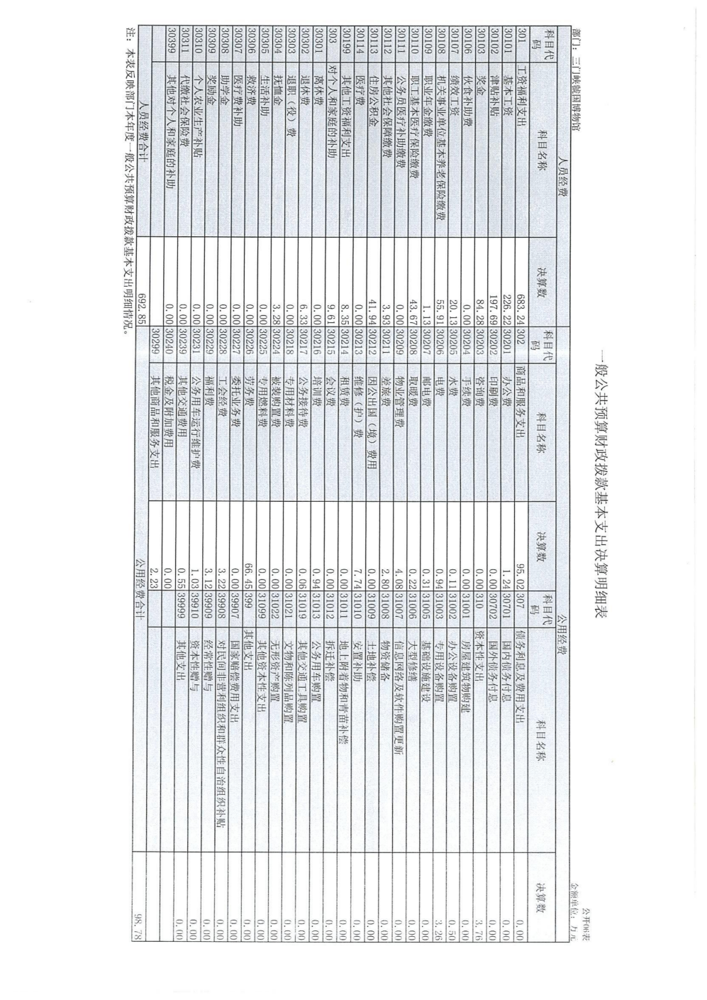 一般公共预算财政拨款基本支出决算明细表
公开06表
部门：三门峡虢国博物馆 金额单位：万元
人员经费 公用经费
科目代码 科目名称 决算数 科目代码 科目名称 决算数 科目代码 科目名称 决算数
301 工资福利支出 683.24 302 商品和服务支出 95.02 307 债务利息及费用支出 0.00
30101 基本工资 226.22 30201 办公费 1.24 30701 国内债务付息 0.00
30102 津贴补贴 197.69 30202 印刷费 0.00 30702 国外债务付息 0.00
30103 奖金 84.28 30203 咨询费 0.00 310 资本性支出 3.76
30106 伙食补助费 0.00 30204 手续费 0.00 31001 房屋建筑物购建 0.00
30107 绩效工资 20.13 30205 水费 0.11 31002 办公设备购置 0.50
30108 机关事业单位基本养老保险缴费 55.91 30206 电费 0.94 31003 专用设备购置 3.26
30109 职业年金缴费 1.13 30207 邮电费 0.31 31005 基础设施建设 0.00
30110 职工基本医疗保险缴费 43.67 30208 取暖费 0.22 31006 大型修缮 0.00
30111 公务员医疗补助缴费 0.00 30209 物业管理费 4.08 31007 信息网络及软件购置更新 0.00
30112 其他社会保障缴费 3.93 30211 差旅费 2.80 31008 物资储备 0.00
30113 住房公积金 41.94 30212 因公出国（境）费用 0.00 31009 土地补偿 0.00
30114 医疗费 0.00 30213 维修（护）费 7.74 31010 安置补助 0.00
30199 其他工资福利支出 8.35 30214 租赁费 0.00 31011 地上附着物和青苗补偿 0.00
303 对个人和家庭的补助 9.61 30215 会议费 0.00 31012 拆迁补偿 0.00
30301 离休费 0.00 30216 培训费 0.94 31013 公务用车购置 0.00
30302 退休费 6.33 30217 公务接待费 0.06 31019 其他交通工具购置 0.00
30303 退职（役）费 0.00 30218 专用材料费 0.00 31021 文物和陈列品购置 0.00
30304 抚恤金 3.28 30224 被装购置费 0.00 31022 无形资产购置 0.00
30305 生活补助 0.00 30225 专用燃料费 0.00 31099 其他资本性支出 0.00
30306 救济费 0.00 30226 劳务费 66.45 399 其他支出 0.00
30307 医疗费补助 0.00 30227 委托业务费 0.00 39907 国家赔偿费用支出 0.00
30308 助学金 0.00 30228 工会经费 3.22 39908 对民间非营利组织和群众性自治组织补贴 0.00
30309 奖励金 0.00 30229 福利费 3.12 39909 经常性赠与 0.00
30310 个人农业生产补贴 0.00 30231 公务用车运行维护费 1.03 39910 资本性赠与 0.00
30311 代缴社会保险费 0.00 30239 其他交通费用 0.55 39999 其他支出 0.00
30399 其他对个人和家庭的补助 0.00 30240 税金及附加费用 0.00
30299 其他商品和服务支出 2.23
人员经费合计 692.85 公用经费合计 98.78
注：本表反映部门本年度一般公共预算财政拨款基本支出明细情况。